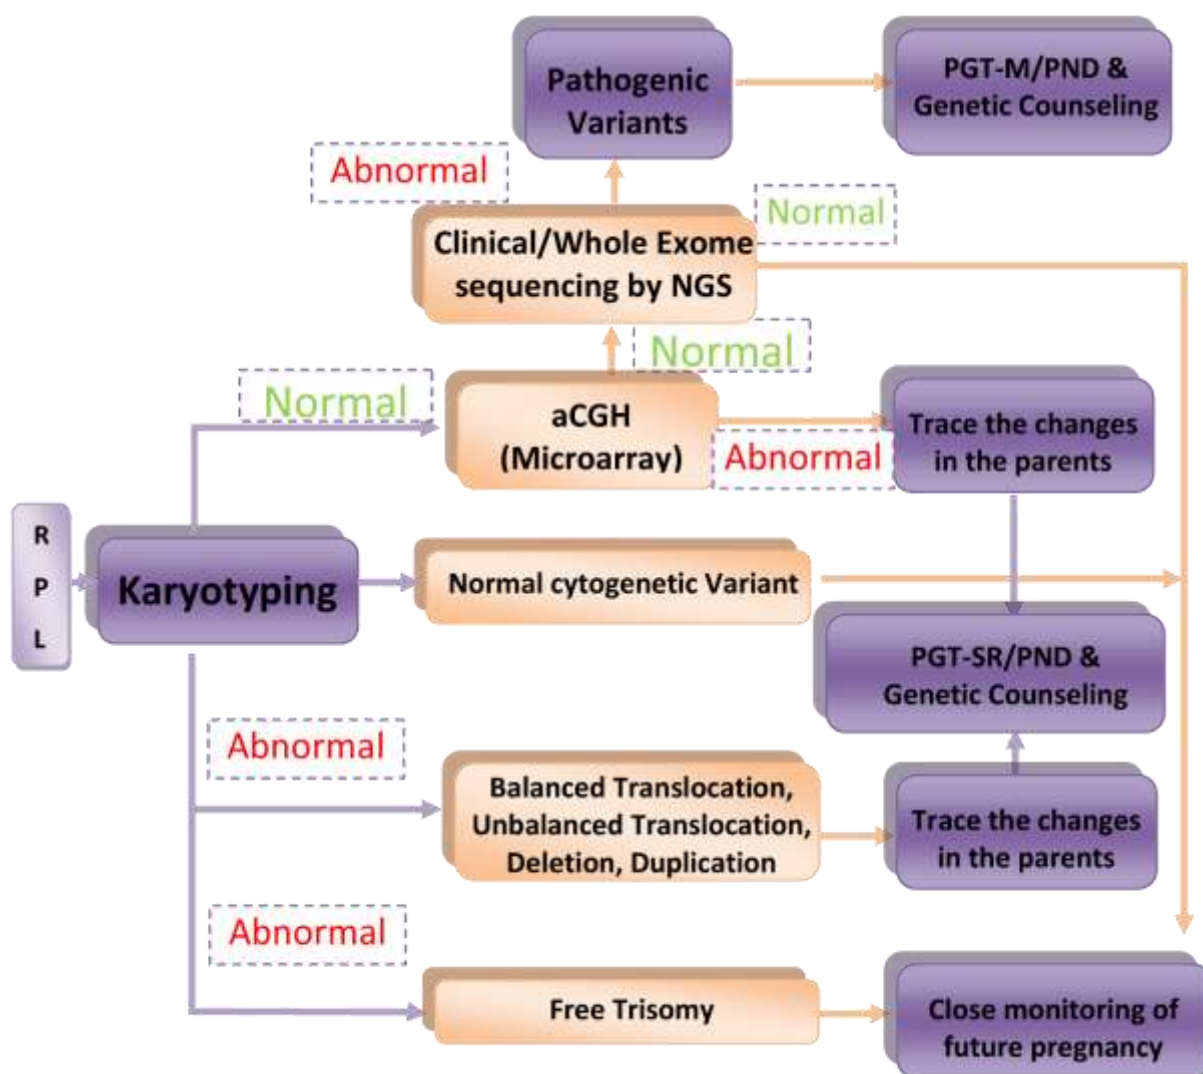 Pathogenic
Variants
PGT-M/PND &
Genetic Counseling
Abnormal
Normal
Clinical/Whole Exome
sequencing by NGS
Normal
Normal
aCGH
(Microarray)
Abnormal
Trace the changes
in the parents
R
P
L
Karyotyping
Normal cytogenetic Variant
PGT-SR/PND &
Genetic Counseling
Abnormal
Balanced Translocation,
Unbalanced Translocation,
Deletion, Duplication
Trace the changes
in the parents
Abnormal
Free Trisomy
Close monitoring of
future pregnancy